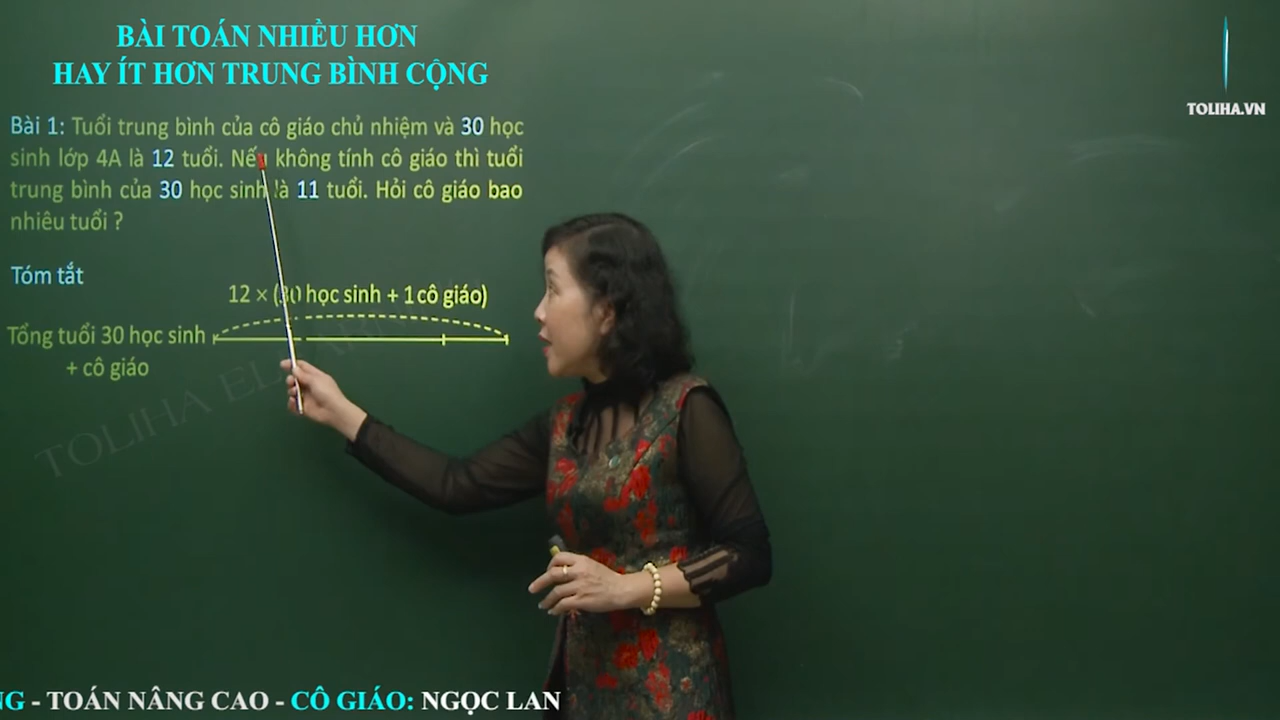 BÀI TOÁN NHIỀU HƠN
HAY ÍT HƠN TRUNG BÌNH CỘNG
TOLIHA.VN
Bài 1: Tuổi trung bình của cô giáo chủ nhiệm và 30 học
sinh lớp 4A là 12 tuổi. Nếu không tính cô giáo thì tuổi
trung bình của 30 học sinh là 11 tuổi. Hỏi cô giáo bao
nhiêu tuổi ?
Tóm tắt
12 × (30 học sinh + 1 cô giáo)
Tổng tuổi 30 học sinh
+ cô giáo
NG - TOÁN NÂNG CAO - CÔ GIÁO: NGỌC LAN